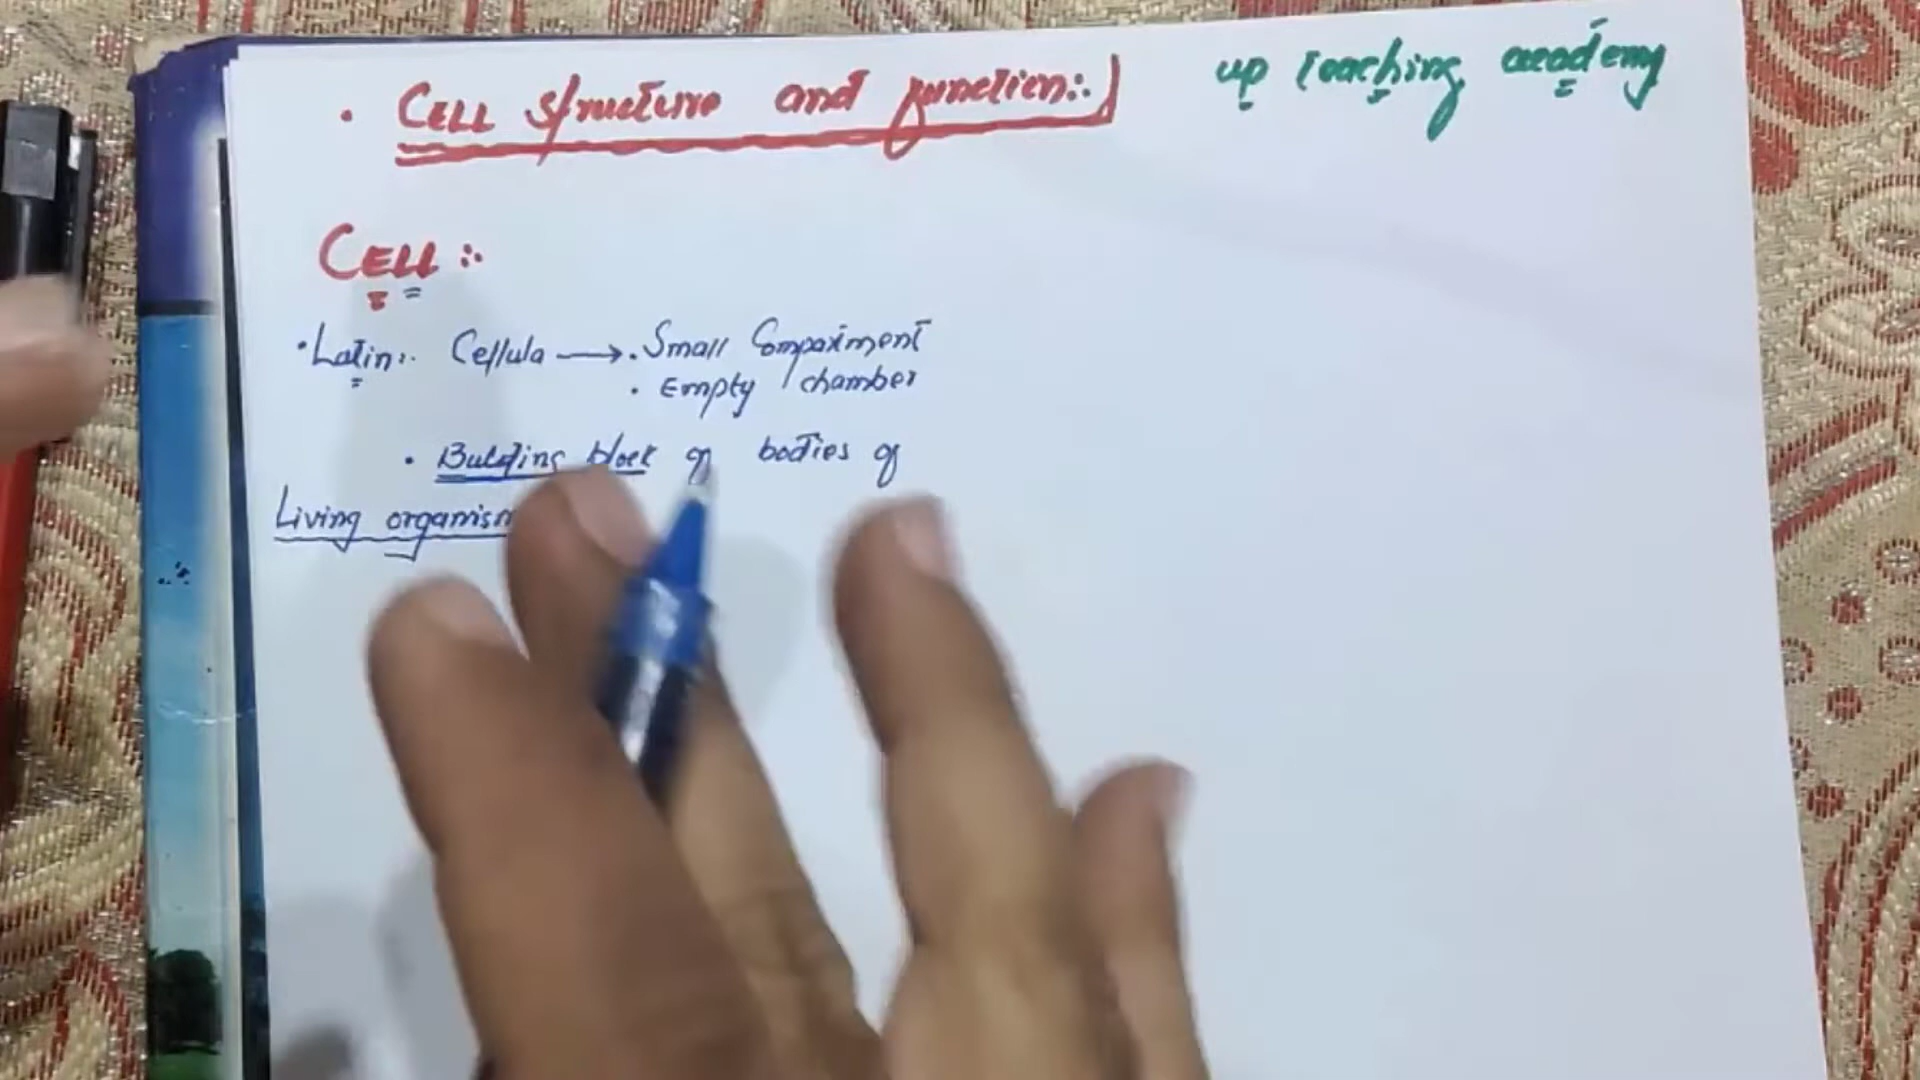 • CELL structure and function:-
up teaching academy
CELL :-
• Latin:- Cellula → • Small Compartment
• Empty chamber
• Building block of bodies of
Living organism